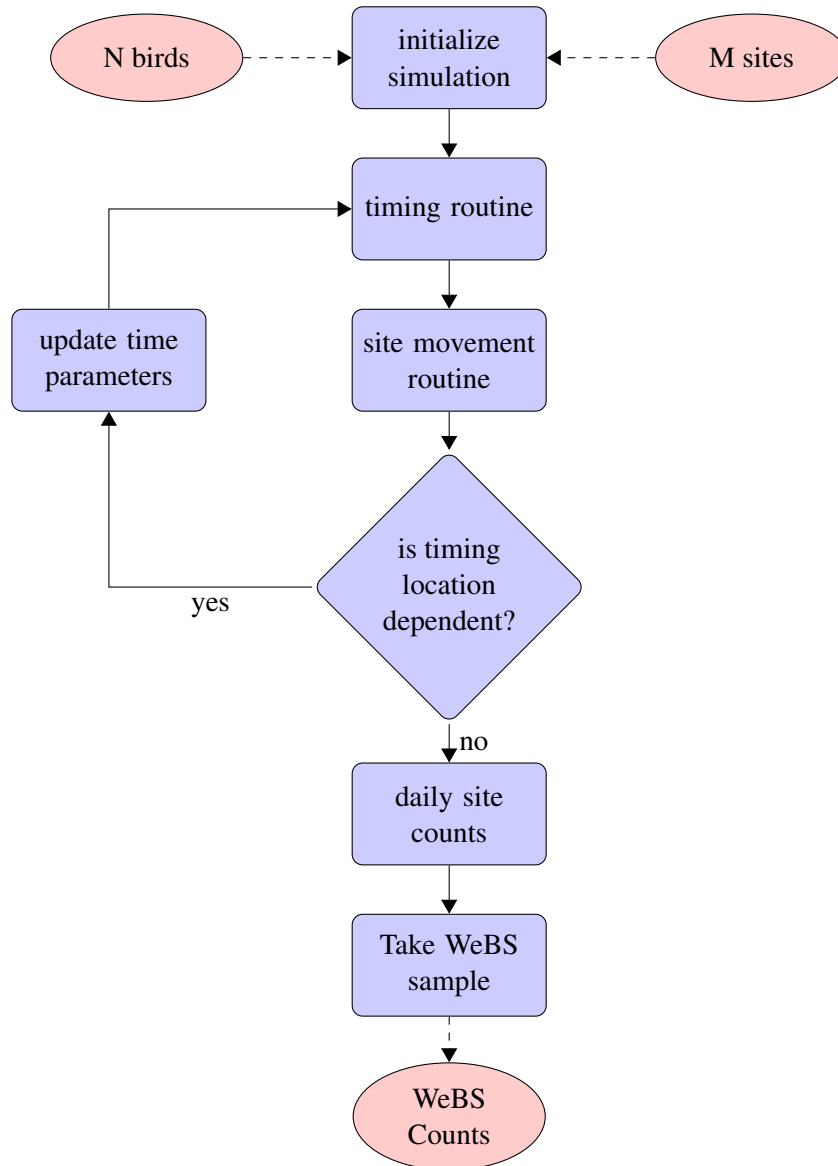 N birds
initialize
simulation
M sites
timing routine
update time
parameters
site movement
routine
is timing
location
dependent?
yes
no
daily site
counts
Take WeBS
sample
WeBS
Counts